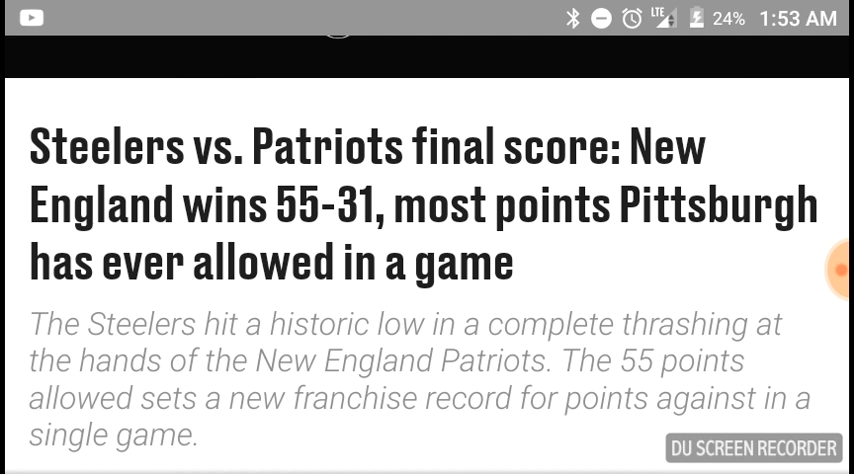 LTE 24% 1:53 AM
Steelers vs. Patriots final score: New
England wins 55-31, most points Pittsburgh
has ever allowed in a game
The Steelers hit a historic low in a complete thrashing at
the hands of the New England Patriots. The 55 points
allowed sets a new franchise record for points against in a
single game.
DU SCREEN RECORDER